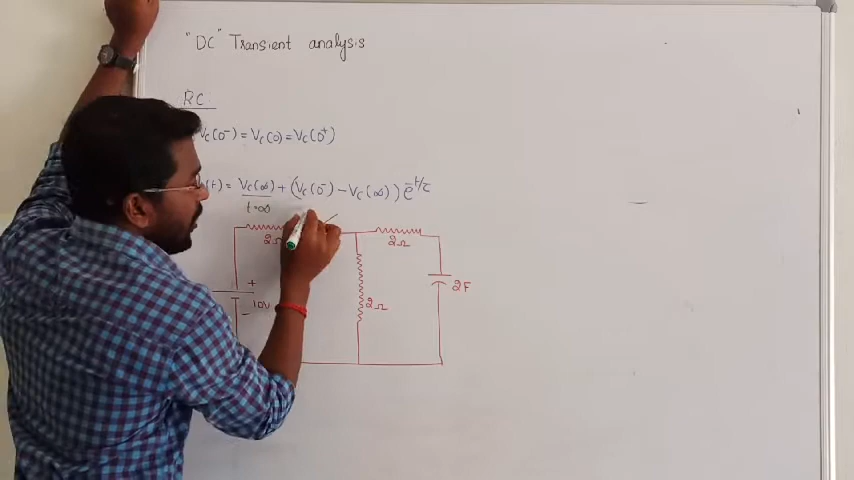 "DC" Transient analysis
RC
Vc(0⁻) = Vc(0) = Vc(0⁺)
(t) = Vc(∞) + (Vc(0⁻) - Vc(∞)) e^-t/τ
t=∞
2Ω 2Ω
+
10V 2Ω 2F
-